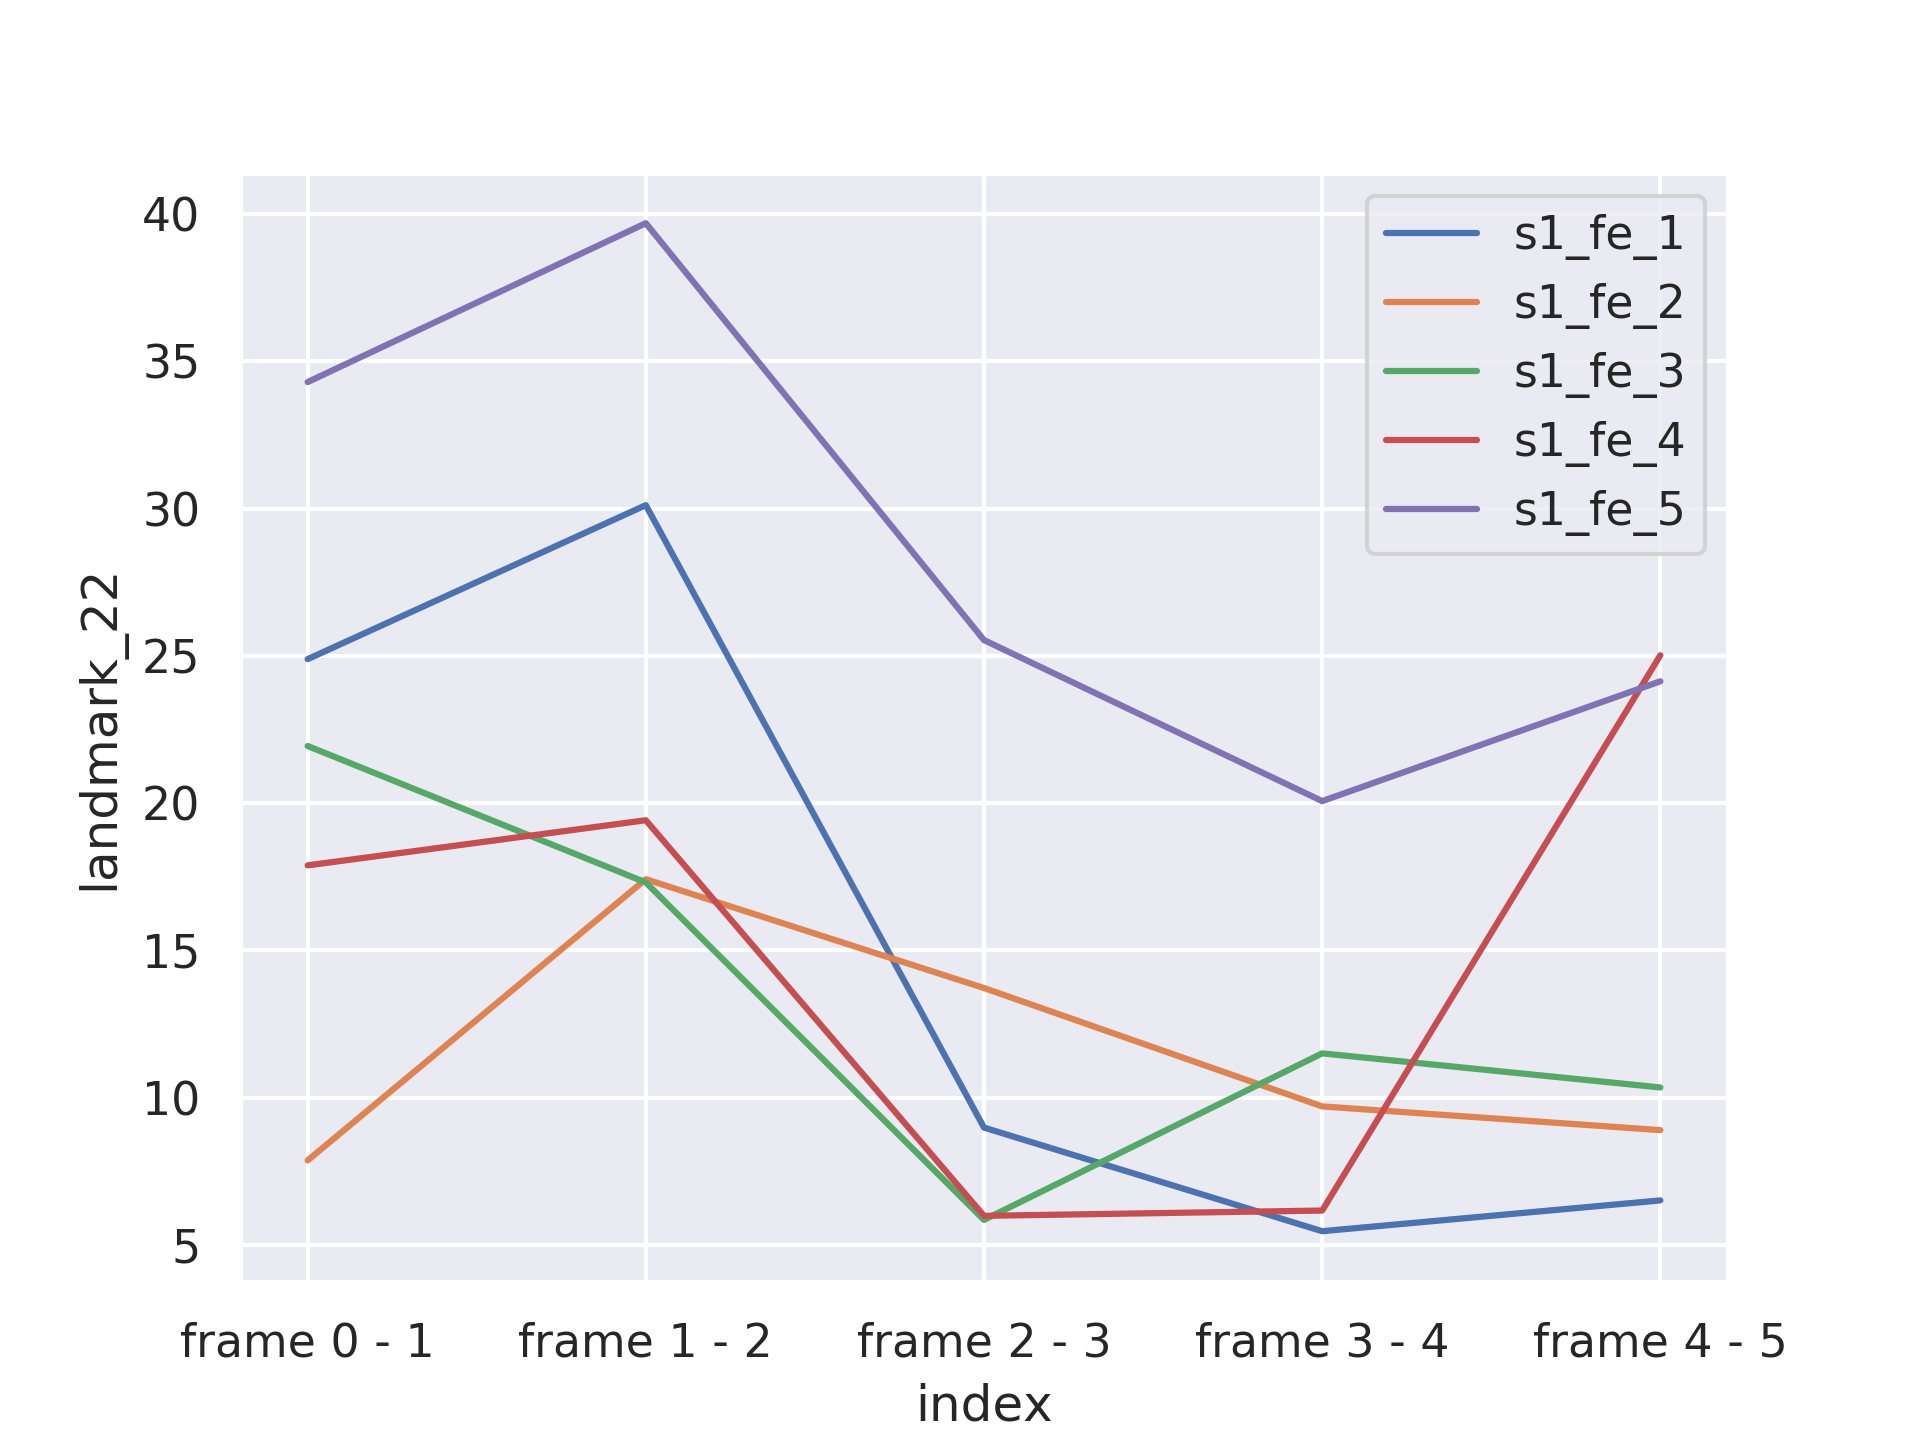 40
35
30
25
20
15
10
5
landmark_22
s1_fe_1
s1_fe_2
s1_fe_3
s1_fe_4
s1_fe_5
frame 0 - 1
frame 1 - 2
frame 2 - 3
frame 3 - 4
frame 4 - 5
index